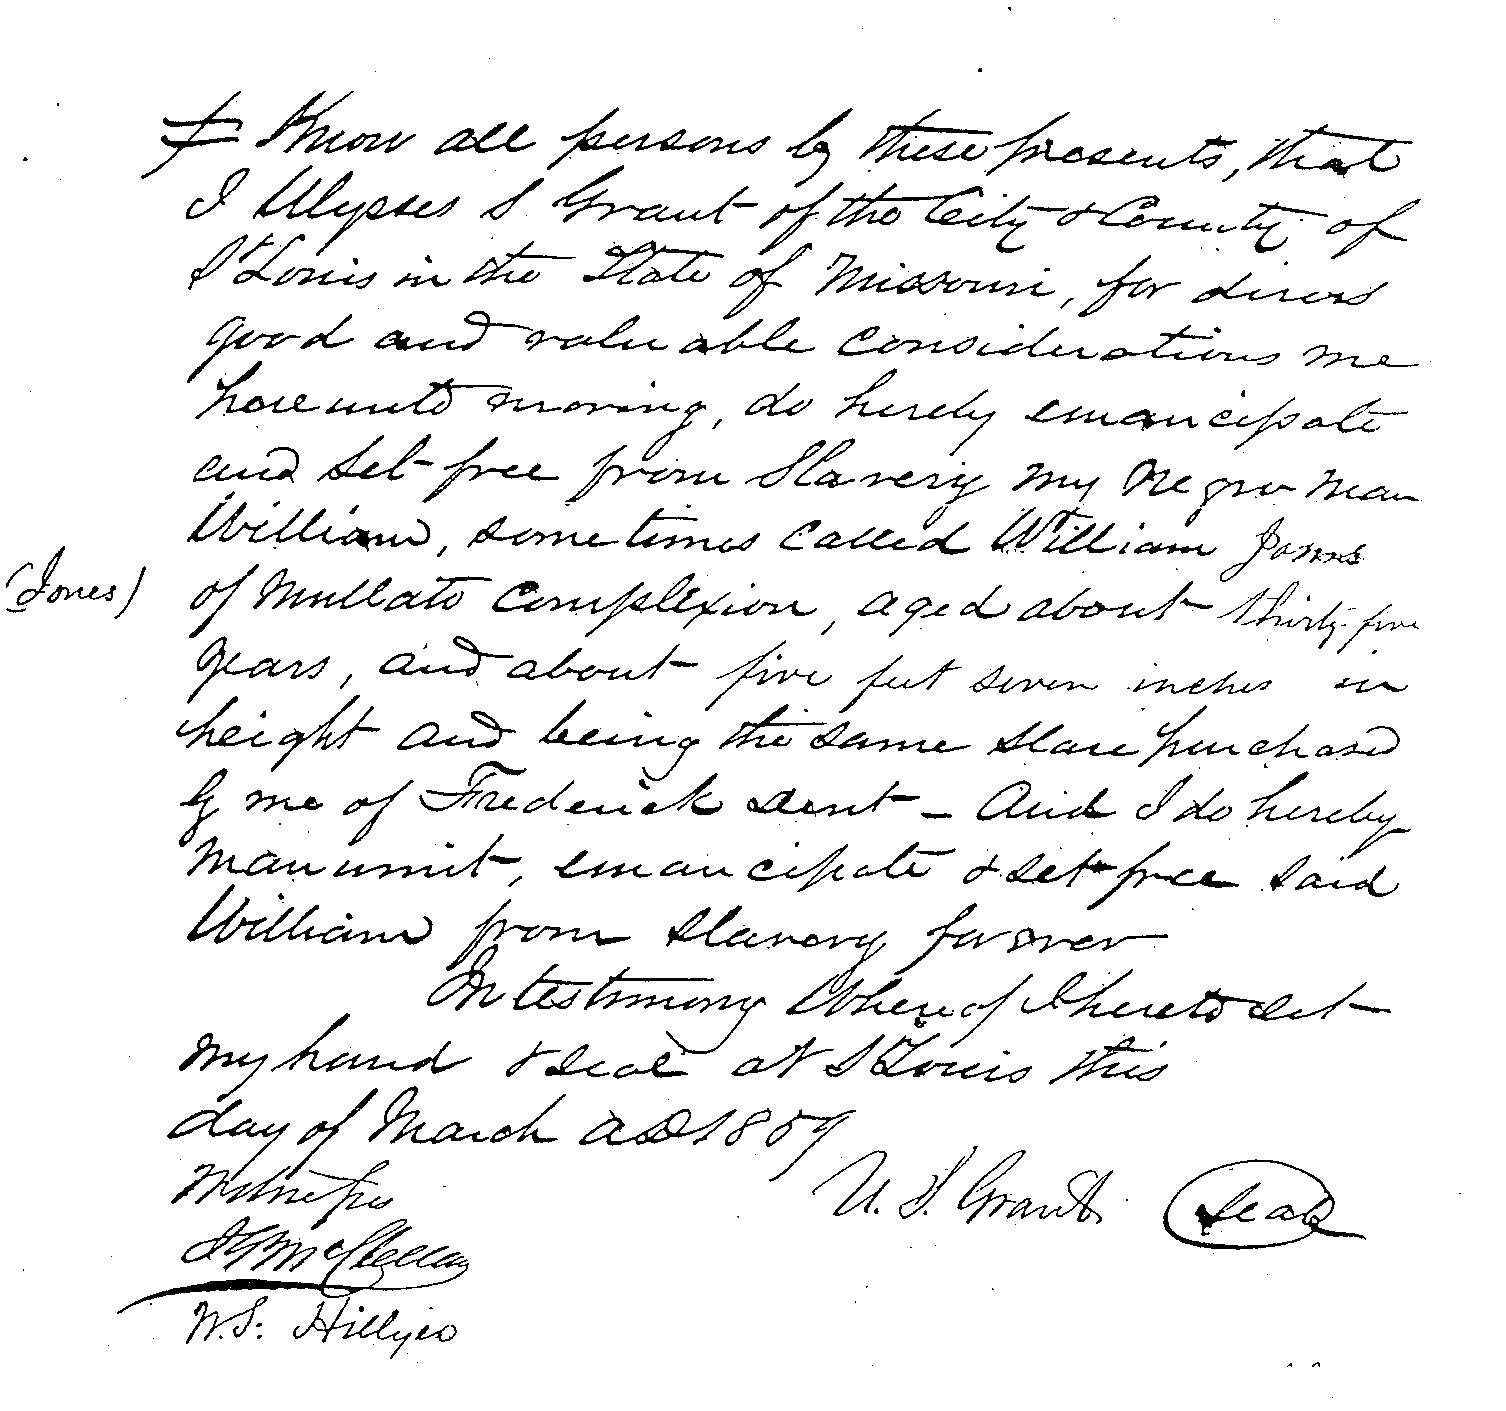 Know all persons by these presents, that
I Ulysses S Grant of the City & County of
St Louis in the State of Missouri, for divers
good and valuable considerations me
hereunto moving, do hereby emancipate
and set free from Slavery my Negro man
William, sometimes called William Jones
(Jones)
of Mullato complexion, aged about thirty-five
years, and about five feet seven inches in
height and being the same slave purchased
by me of Frederick Dent - And I do hereby
manumit, emancipate & set free said
William from slavery forever
In testimony Whereof I hereto set
my hand & seal at St Louis this
day of March AD 1859
Witnesses
J G McClellan
W. S. Hillyer
U. S. Grant
Seal